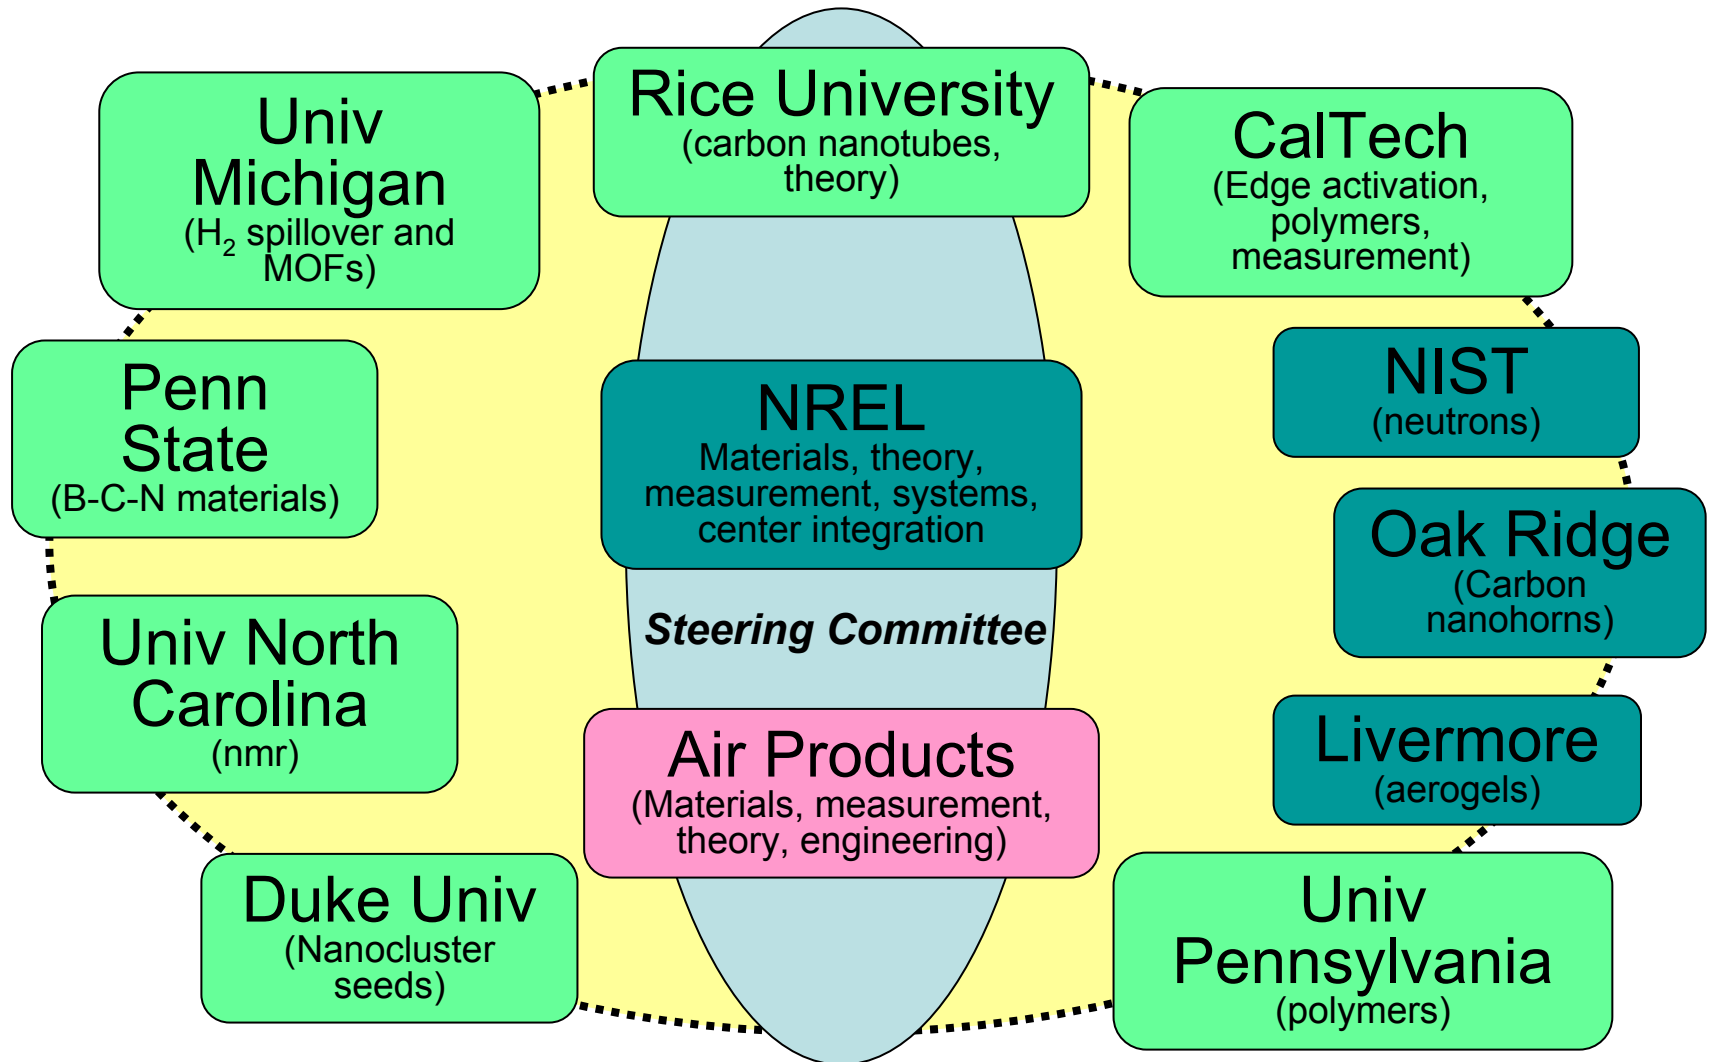 Univ
Michigan
(H₂ spillover and
MOFs)
Rice University
(carbon nanotubes,
theory)
CalTech
(Edge activation,
polymers,
measurement)
Penn
State
(B-C-N materials)
NREL
Materials, theory,
measurement, systems,
center integration
NIST
(neutrons)
Oak Ridge
(Carbon
nanohorns)
Univ North
Carolina
(nmr)
Steering Committee
Livermore
(aerogels)
Air Products
(Materials, measurement,
theory, engineering)
Duke Univ
(Nanocluster
seeds)
Univ
Pennsylvania
(polymers)